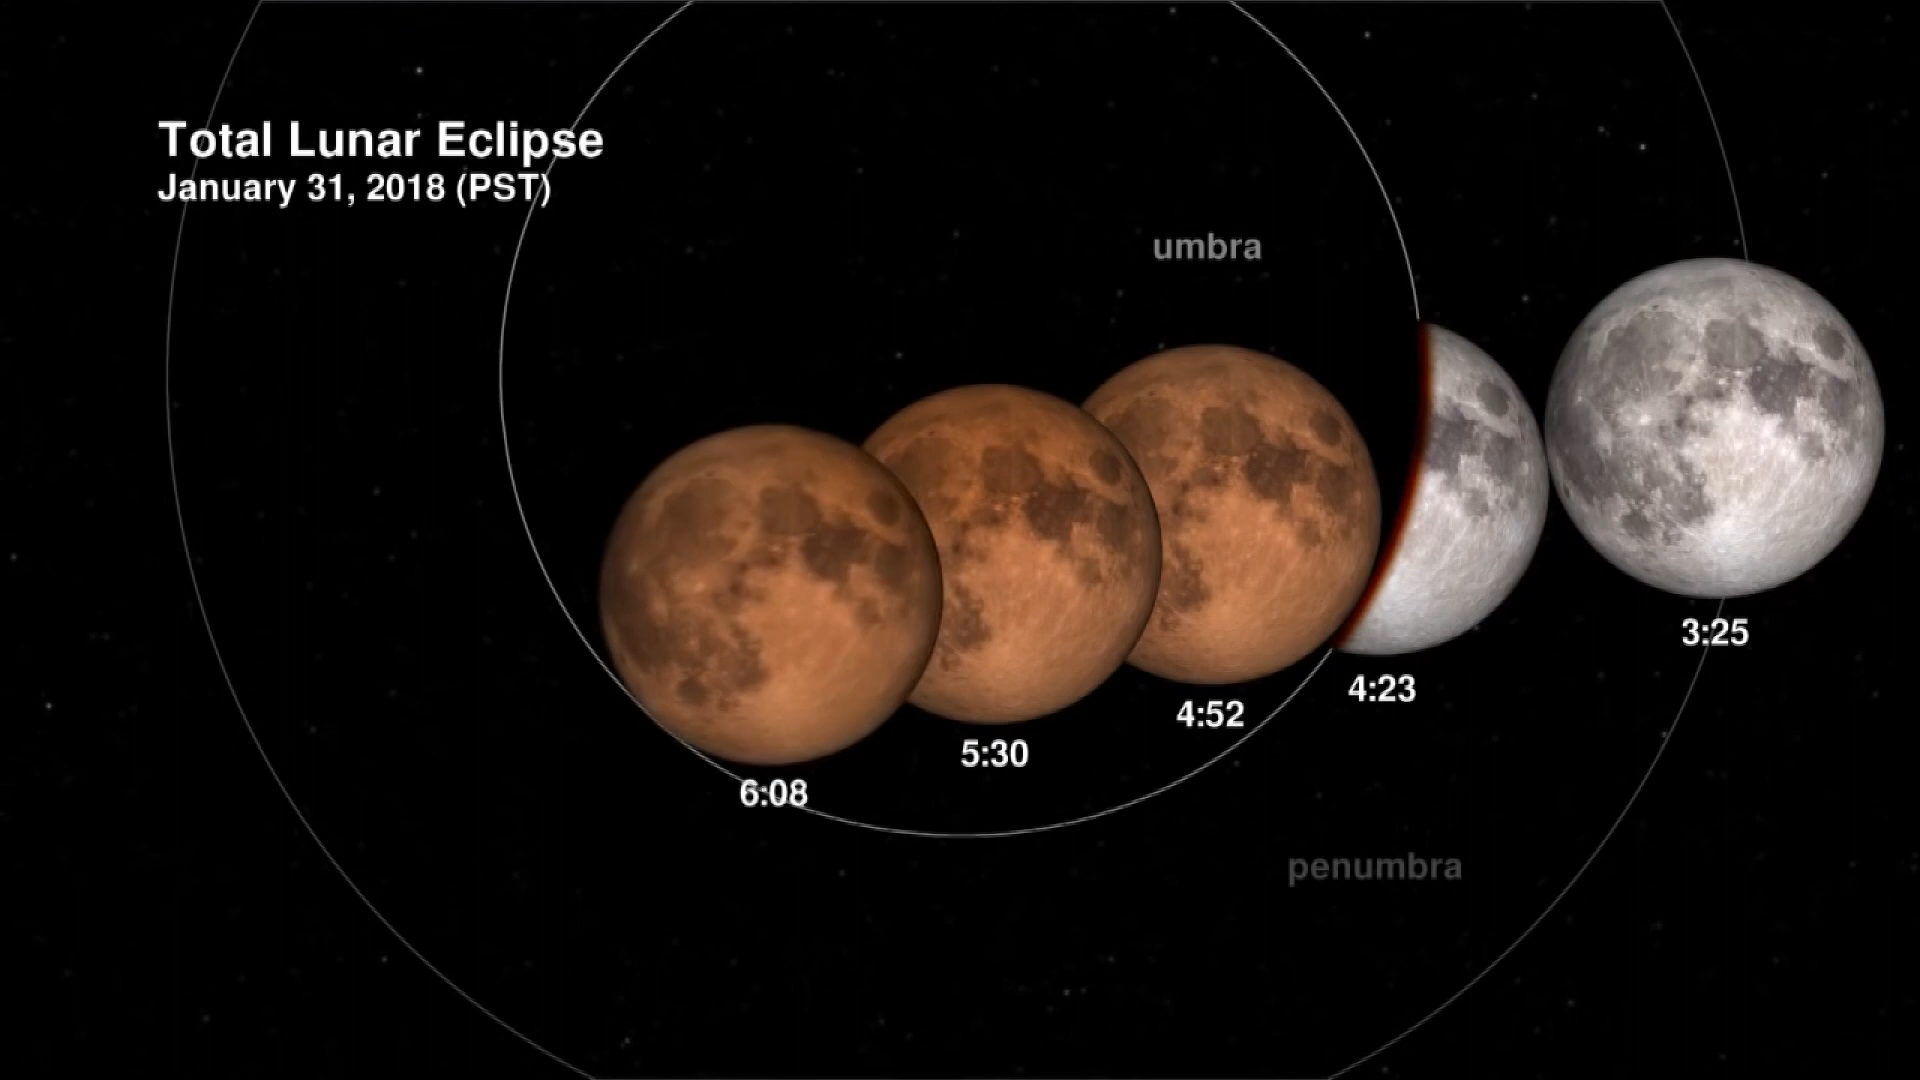 Total Lunar Eclipse
January 31, 2018 (PST)
umbra
3:25
4:23
4:52
5:30
6:08
penumbra